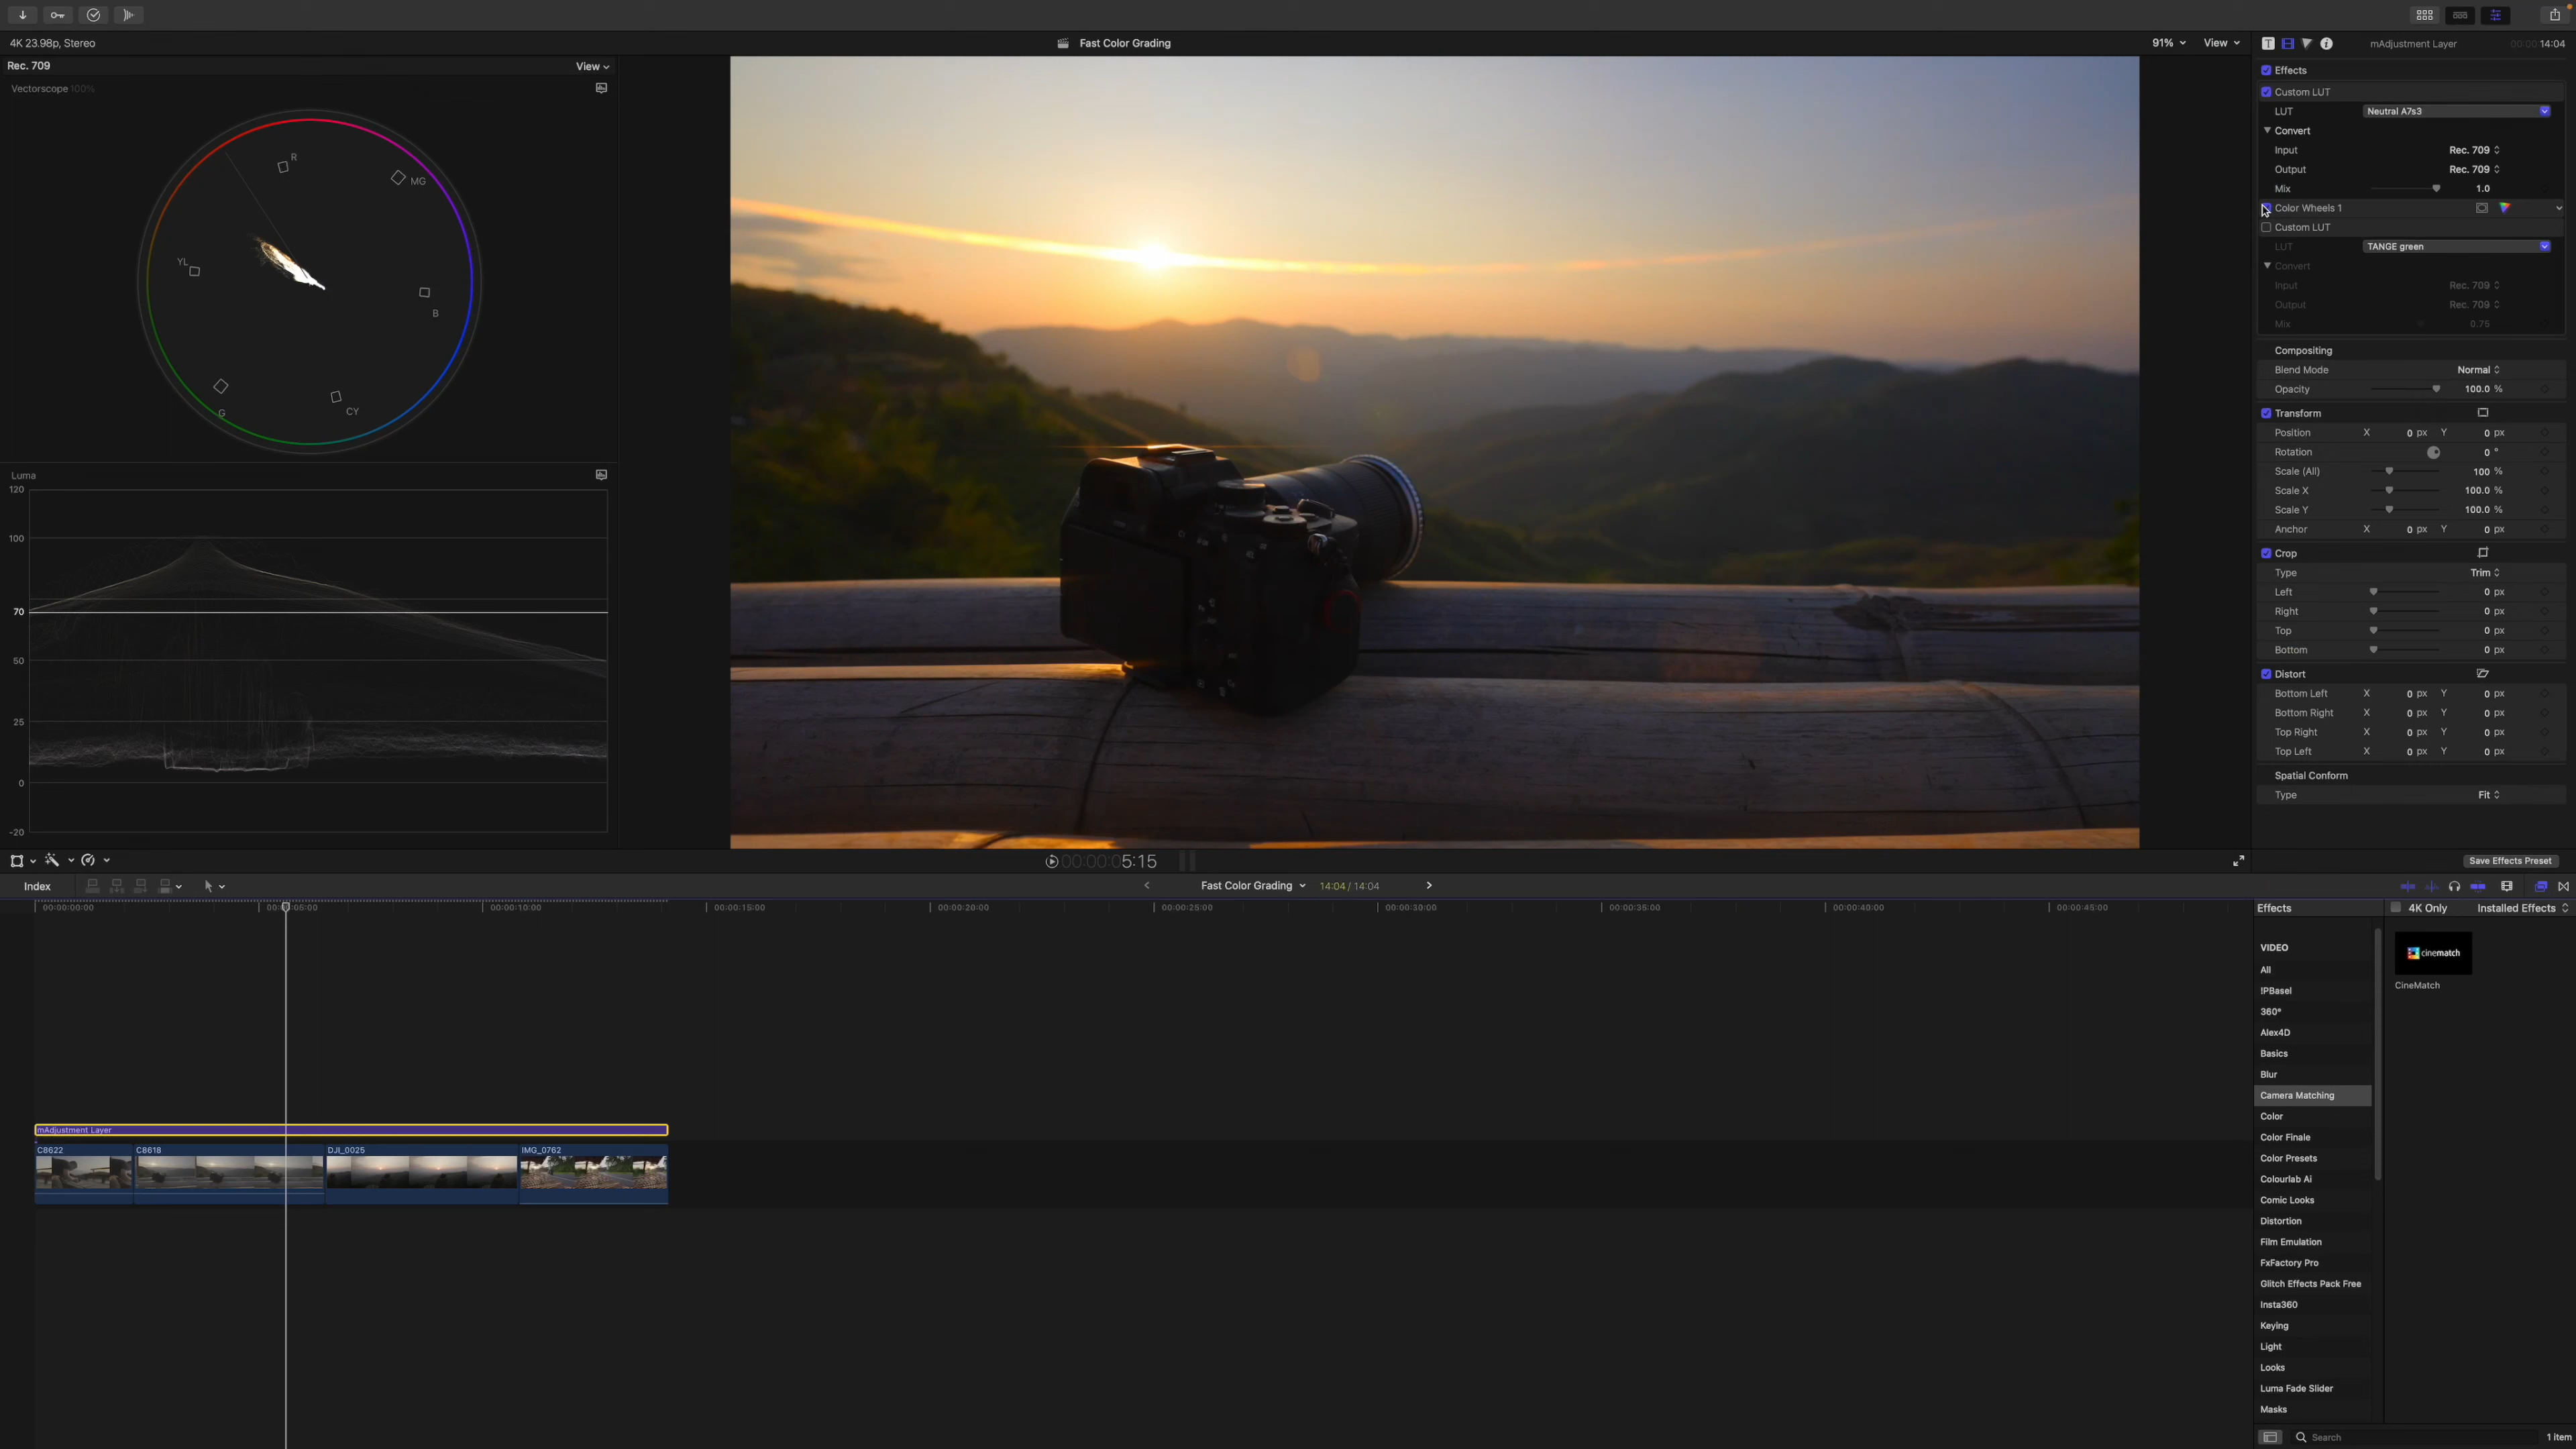 4K 23.98p, Stereo
Fast Color Grading
91%
View
mAdjustment Layer
00:00:14:04
Rec. 709
View
Vectorscope 100%
R
MG
YL
B
G
CY
Luma
120
100
70
50
25
0
-20
Effects
Custom LUT
LUT
Neutral A7s3
Convert
Input
Rec. 709
Output
Rec. 709
Mix
1.0
Color Wheels 1
Custom LUT
LUT
TANGE green
Convert
Input
Rec. 709
Output
Rec. 709
Mix
0.75
Compositing
Blend Mode
Normal
Opacity
100.0 %
Transform
Position X 0 px Y 0 px
Rotation 0 °
Scale (All) 100 %
Scale X 100.0 %
Scale Y 100.0 %
Anchor X 0 px Y 0 px
Crop
Type Trim
Left 0 px
Right 0 px
Top 0 px
Bottom 0 px
Distort
Bottom Left X 0 px Y 0 px
Bottom Right X 0 px Y 0 px
Top Right X 0 px Y 0 px
Top Left X 0 px Y 0 px
Spatial Conform
Type Fit
00:00:05:15
Save Effects Preset
Index
Fast Color Grading
14:04 / 14:04
00:00:00:00
00:00:05:00
00:00:10:00
00:00:15:00
00:00:20:00
00:00:25:00
00:00:30:00
00:00:35:00
00:00:40:00
00:00:45:00
mAdjustment Layer
C8622
C8618
DJI_0025
IMG_0762
Effects
4K Only
Installed Effects
VIDEO
All
!PBasel
360°
Alex4D
Basics
Blur
Camera Matching
Color
Color Finale
Color Presets
Colourlab Ai
Comic Looks
Distortion
Film Emulation
FxFactory Pro
Glitch Effects Pack Free
Insta360
Keying
Light
Looks
Luma Fade Slider
Masks
cinematch
CineMatch
Search
1 item